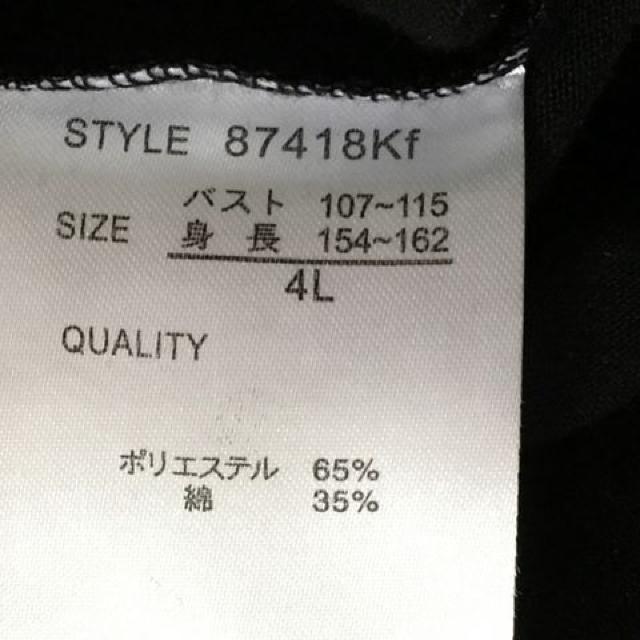 STYLE 87418Kf
SIZE バスト 107~115
身長 154~162
4L
QUALITY
ポリエステル 65%
綿 35%